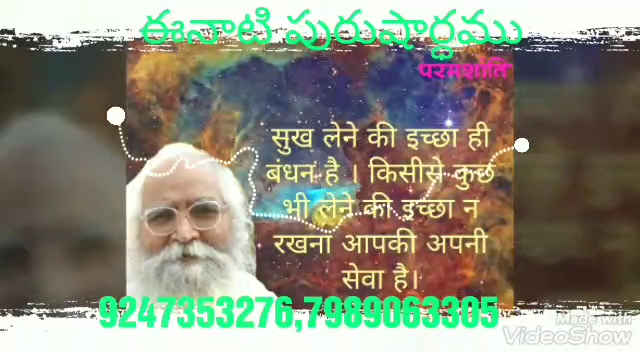 ఈనాటి పురుషార్థము
परमशांति
सुख लेने की इच्छा ही
बंधन है । किसीसे कुछ
भी लेने की इच्छा न
रखना आपकी अपनी
सेवा है।
9247353276,7989063305
Made with
VideoShow